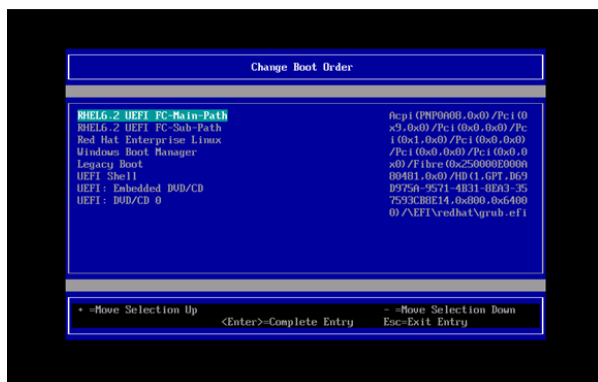 Change Boot Order
RHEL6.2 UEFI FC-Main-Path
RHEL6.2 UEFI FC-Sub-Path
Red Hat Enterprise Linux
Windows Boot Manager
Legacy Boot
UEFI Shell
UEFI: Embedded DVD/CD
UEFI: DVD/CD 0
Acpi(PNP0A08,0x0)/Pci(0
x9,0x0)/Pci(0x0,0x0)/Pc
i(0x1,0x0)/Pci(0x0,0x0)
/Pci(0x0,0x0)/Pci(0x0,0
x0)/Fibre(0x250000E000A
80481,0x0)/HD(1,GPT,D69
D975A-9571-4B31-8EA3-35
7593CB8E14,0x800,0x6400
0)/\EFI\redhat\grub.efi
+ =Move Selection Up
- =Move Selection Down
<Enter>=Complete Entry
Esc=Exit Entry